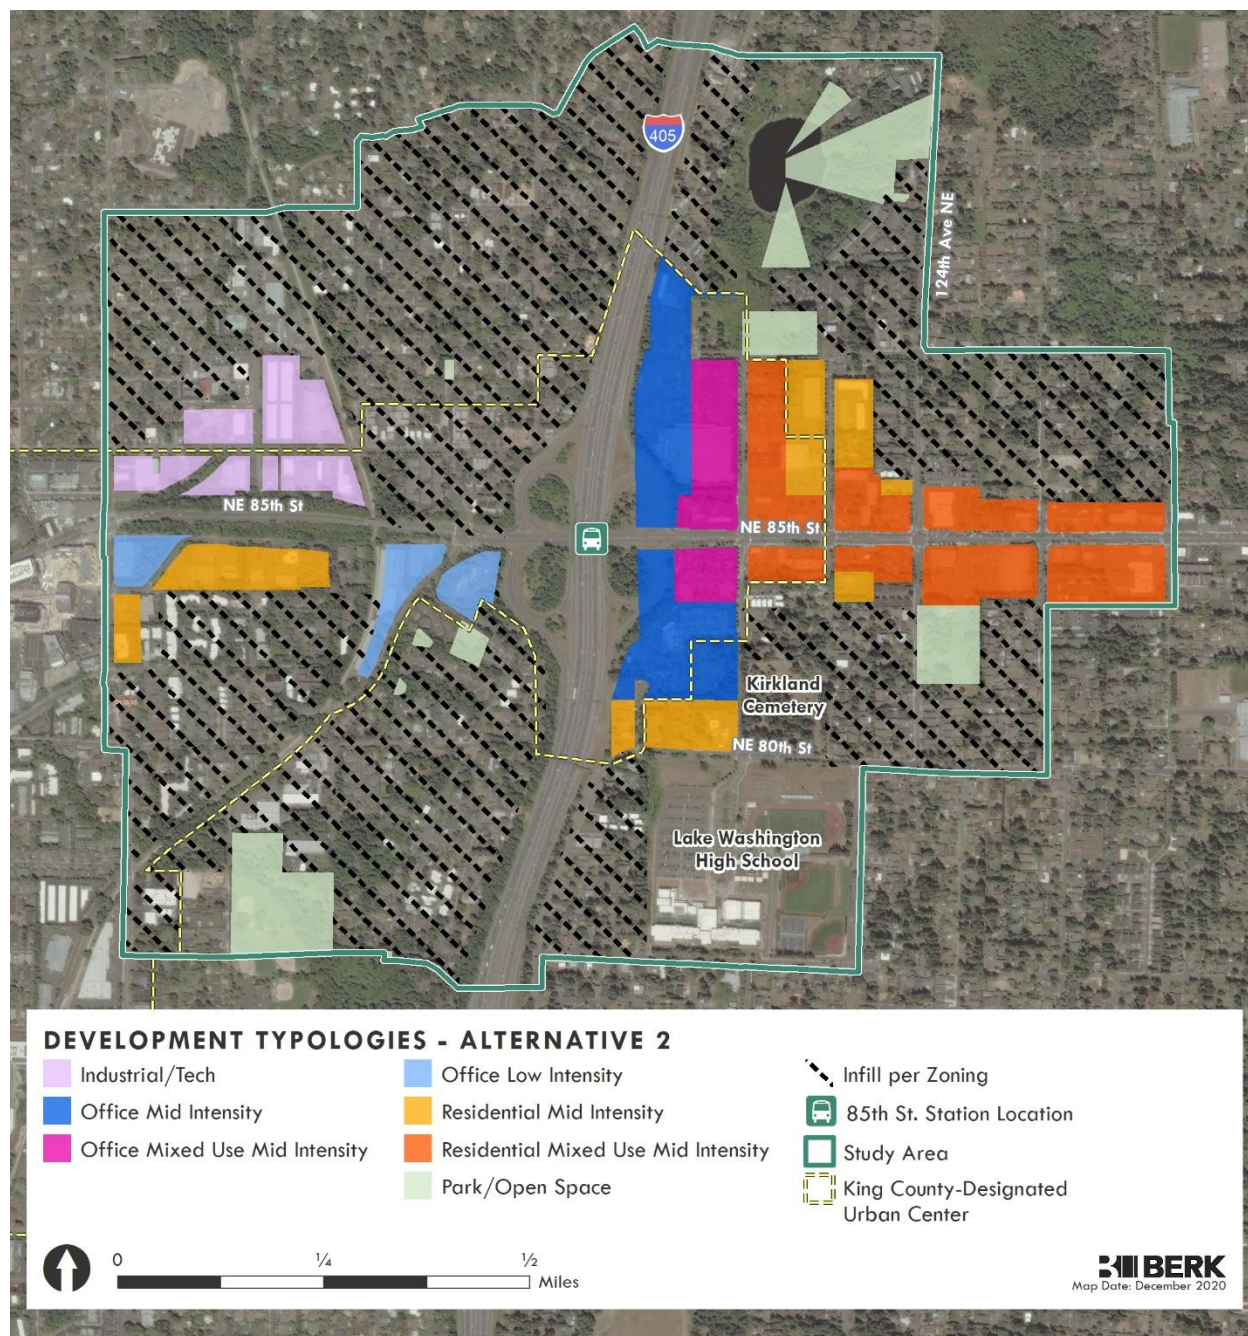 405
124th Ave NE
NE 85th St
NE 85th St
Kirkland
Cemetery
NE 80th St
Lake Washington
High School
DEVELOPMENT TYPOLOGIES - ALTERNATIVE 2
Industrial/Tech
Office Mid Intensity
Office Mixed Use Mid Intensity
Office Low Intensity
Residential Mid Intensity
Residential Mixed Use Mid Intensity
Park/Open Space
Infill per Zoning
85th St. Station Location
Study Area
King County-Designated
Urban Center
0 ¼ ½
Miles
BERK
Map Date: December 2020